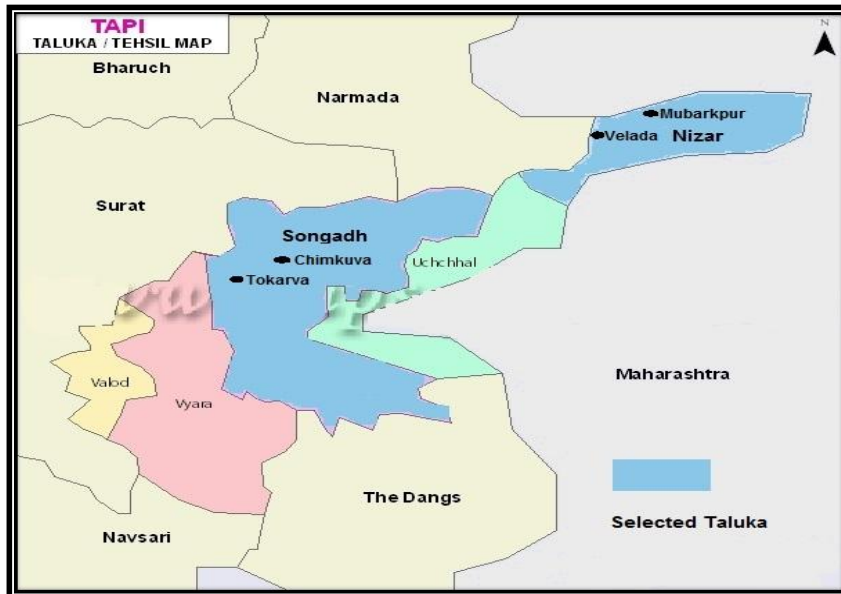 TAPI
TALUKA / TEHSIL MAP
N
Bharuch
Narmada
Mubarkpur
Velada Nizar
Surat
Songadh
Chimkuva
Uchchhal
Tokarva
Maharashtra
Valod
Vyara
The Dangs
Selected Taluka
Navsari